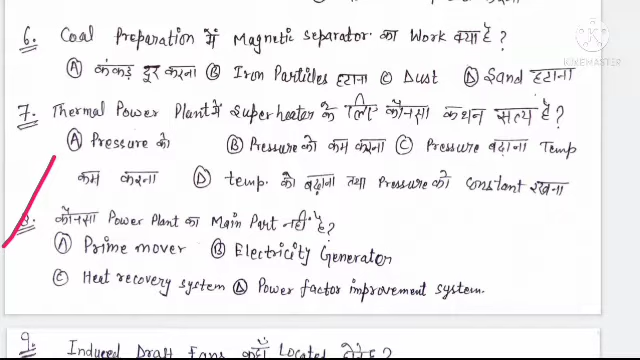 6. Coal Preparation में Magnetic separator का Work क्या है?
Ⓐ कंकड़ दूर करना Ⓑ Iron Particles हटाना Ⓒ Dust Ⓓ Sand हटाना
7. Thermal Power Plant में Superheater के लिए कौनसा कथन सत्य है?
Ⓐ Pressure को Ⓑ Pressure को कम करना Ⓒ Pressure बढ़ाना Temp
कम करना Ⓓ temp. को बढ़ाना तथा Pressure को Constant रखना
8. कौनसा Power Plant का Main Part नहीं है?
Ⓐ Prime mover Ⓑ Electricity Generator
Ⓒ Heat recovery system Ⓓ Power factor improvement system.
9. Induced Draft Fans कहाँ Located होते है?
KINEMASTER